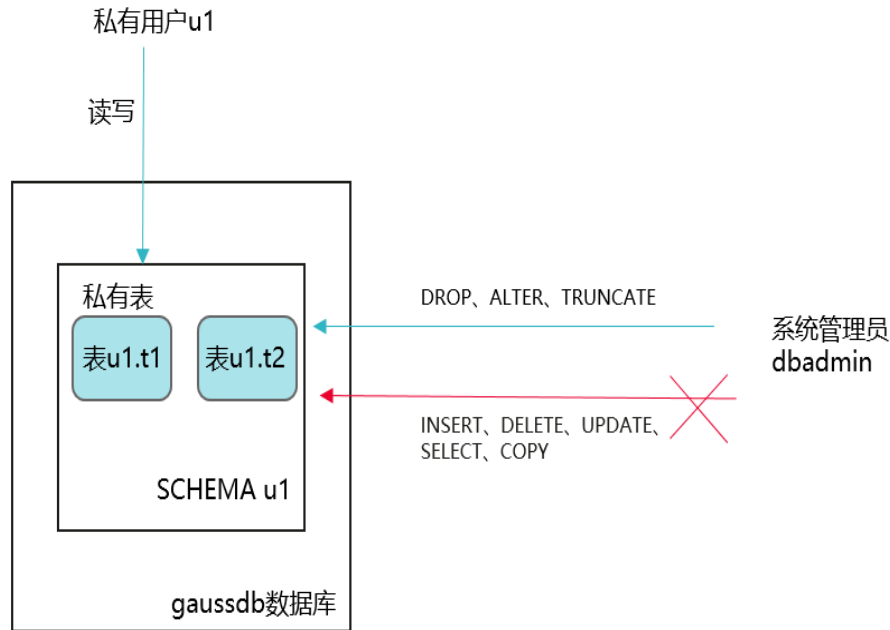 私有用户u1
读写
私有表
表u1.t1
表u1.t2
SCHEMA u1
gaussdb数据库
DROP、ALTER、TRUNCATE
INSERT、DELETE、UPDATE、
SELECT、COPY
系统管理员
dbadmin